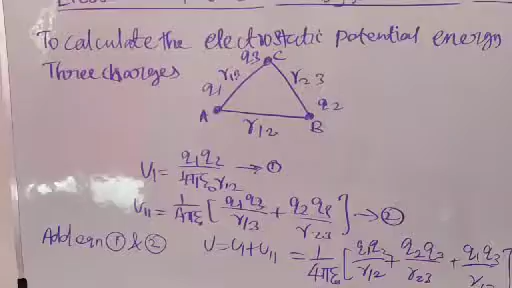 To calculate the electrostatic potential energy
Three charges
q3 C
r13 r23
q1 q2
A B
r12
U1 = q1q2 / 4πε0r12 → ①
U11 = 1/4πε [ q1q3 / r13 + q2q3 / r23 ] → ②
Add eqn ① & ② U = U1 + U11 = 1/4πε0 [ q1q2 / r12 + q2q3 / r23 + q1q3 /